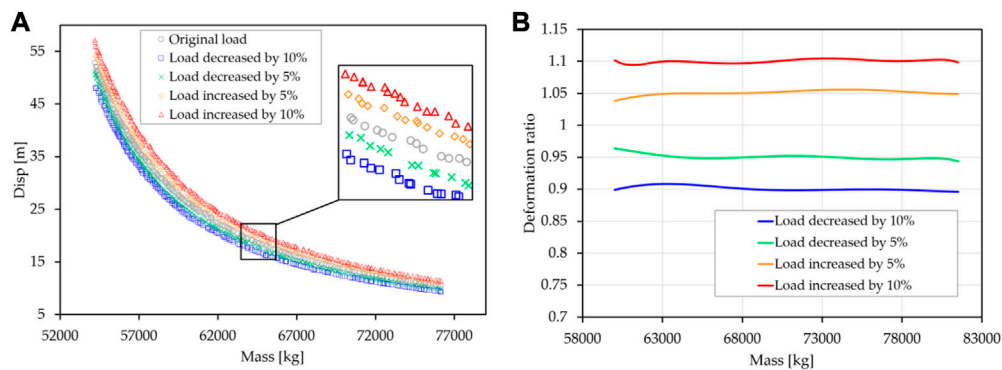 A
Disp [m]
55
45
35
25
15
5
52000 57000 62000 67000 72000 77000
Mass [kg]
Original load
Load decreased by 10%
Load decreased by 5%
Load increased by 5%
Load increased by 10%
B
Deformation ratio
1.15
1.1
1.05
1
0.95
0.9
0.85
0.8
0.75
0.7
58000 63000 68000 73000 78000 83000
Mass [kg]
Load decreased by 10%
Load decreased by 5%
Load increased by 5%
Load increased by 10%